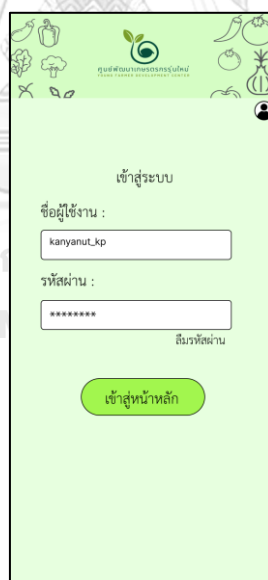 ศูนย์พัฒนาเกษตรกรรุ่นใหม่
YOUNG FARMER DEVELOPMENT CENTER
เข้าสู่ระบบ
ชื่อผู้ใช้งาน :
kanyanut_kp
รหัสผ่าน :
********
ลืมรหัสผ่าน
เข้าสู่หน้าหลัก